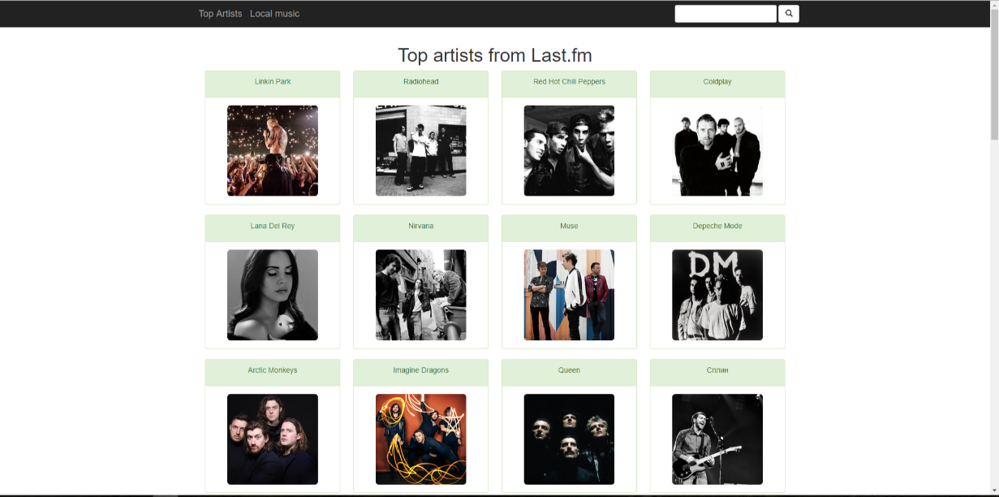 Top Artists Local music
Top artists from Last.fm
Linkin Park Radiohead Red Hot Chili Peppers Coldplay
Lana Del Rey Nirvana Muse Depeche Mode
DM
Arctic Monkeys Imagine Dragons Queen Сплин